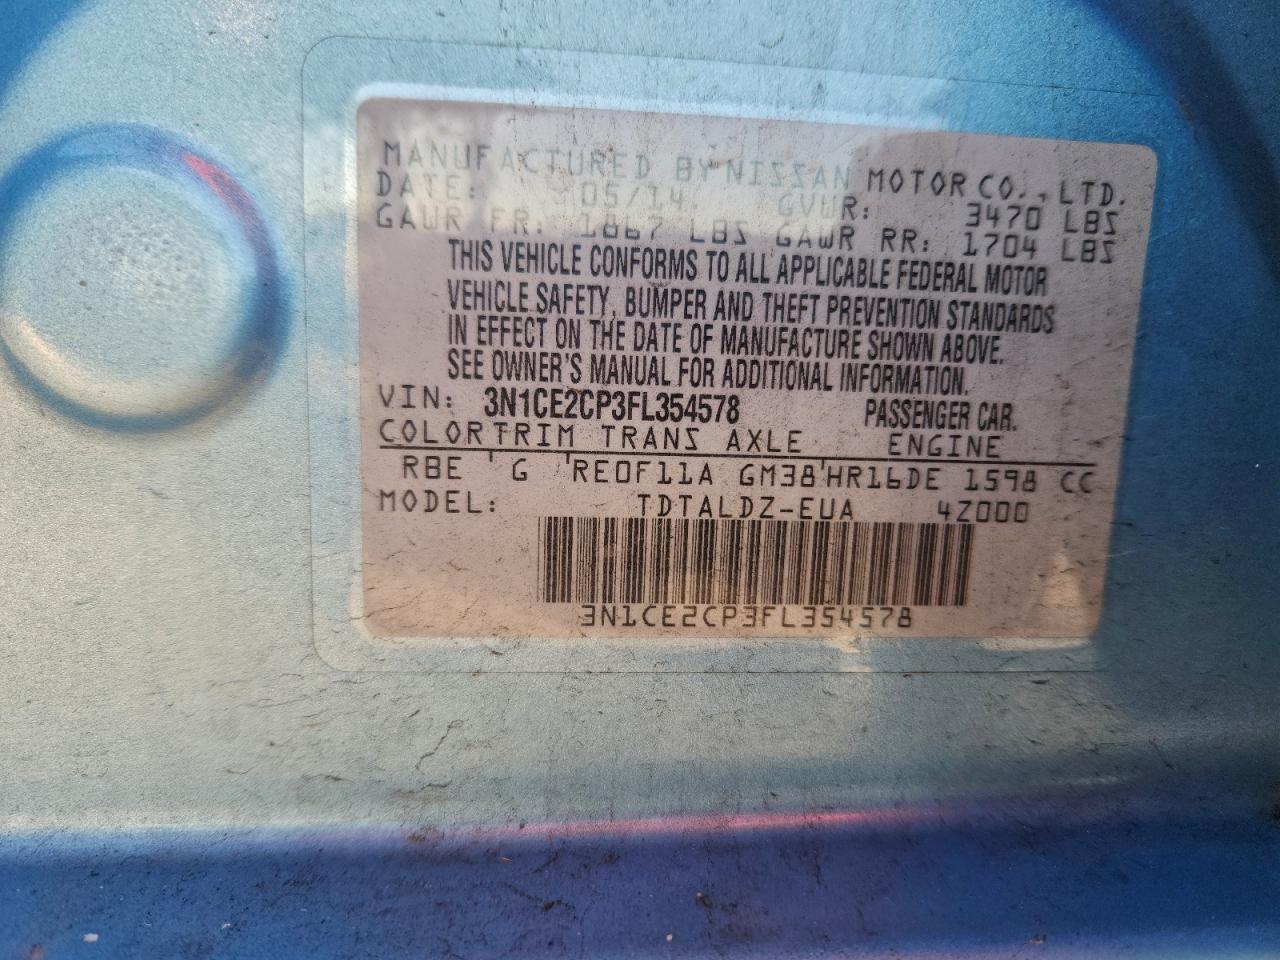 MANUFACTURED BY NISSAN MOTOR CO., LTD.
DATE: 05/14 GVWR: 3470 LBS
GAWR FR: 1867 LBS GAWR RR: 1704 LBS
THIS VEHICLE CONFORMS TO ALL APPLICABLE FEDERAL MOTOR
VEHICLE SAFETY, BUMPER AND THEFT PREVENTION STANDARDS
IN EFFECT ON THE DATE OF MANUFACTURE SHOWN ABOVE.
SEE OWNER'S MANUAL FOR ADDITIONAL INFORMATION.
VIN: 3N1CE2CP3FL354578 PASSENGER CAR.
COLOR TRIM TRANS AXLE ENGINE
RBE ' G 'RE0F11A GM38'HR16DE 1598 CC
MODEL: TDTALDZ-EUA 4Z000
3N1CE2CP3FL354578